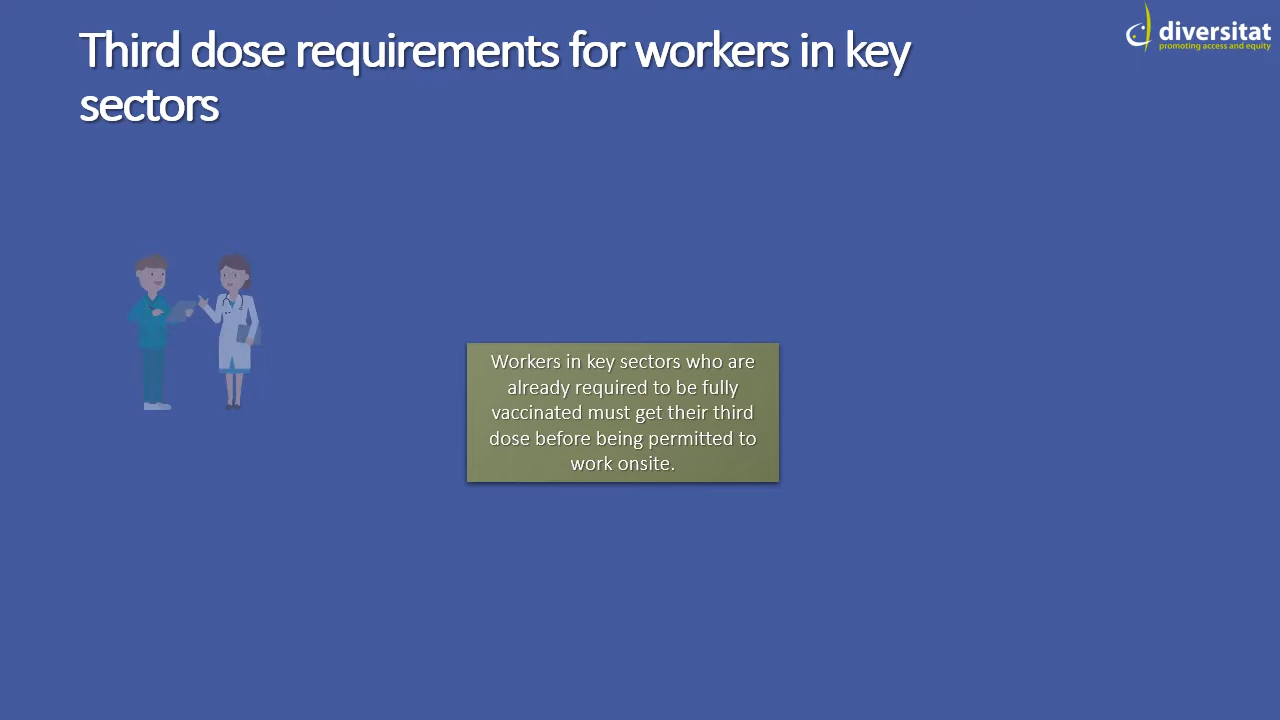 Third dose requirements for workers in key
sectors
diversitat
promoting access and equity
Workers in key sectors who are
already required to be fully
vaccinated must get their third
dose before being permitted to
work onsite.